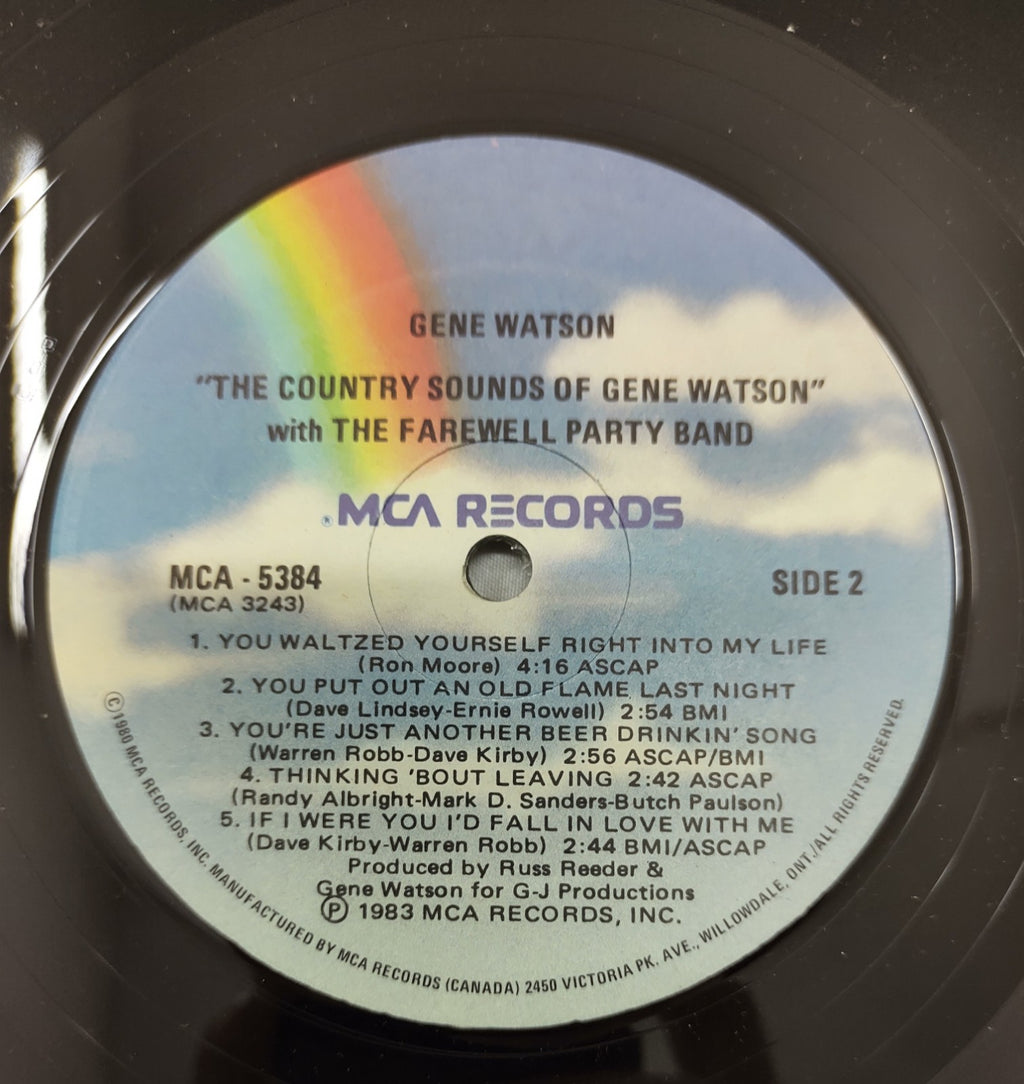 GENE WATSON
"THE COUNTRY SOUNDS OF GENE WATSON"
with THE FAREWELL PARTY BAND
®MCA RECORDS
MCA - 5384
(MCA 3243)
SIDE 2
1. YOU WALTZED YOURSELF RIGHT INTO MY LIFE
(Ron Moore) 4:16 ASCAP
2. YOU PUT OUT AN OLD FLAME LAST NIGHT
(Dave Lindsey-Ernie Rowell) 2:54 BMI
3. YOU'RE JUST ANOTHER BEER DRINKIN' SONG
(Warren Robb-Dave Kirby) 2:56 ASCAP/BMI
4. THINKING 'BOUT LEAVING 2:42 ASCAP
(Randy Albright-Mark D. Sanders-Butch Paulson)
5. IF I WERE YOU I'D FALL IN LOVE WITH ME
(Dave Kirby-Warren Robb) 2:44 BMI/ASCAP
Produced by Russ Reeder &
Gene Watson for G-J Productions
℗ 1983 MCA RECORDS, INC.
©1980 MCA RECORDS, INC. MANUFACTURED BY MCA RECORDS (CANADA) 2450 VICTORIA PK. AVE., WILLOWDALE, ONT./ALL RIGHTS RESERVED.